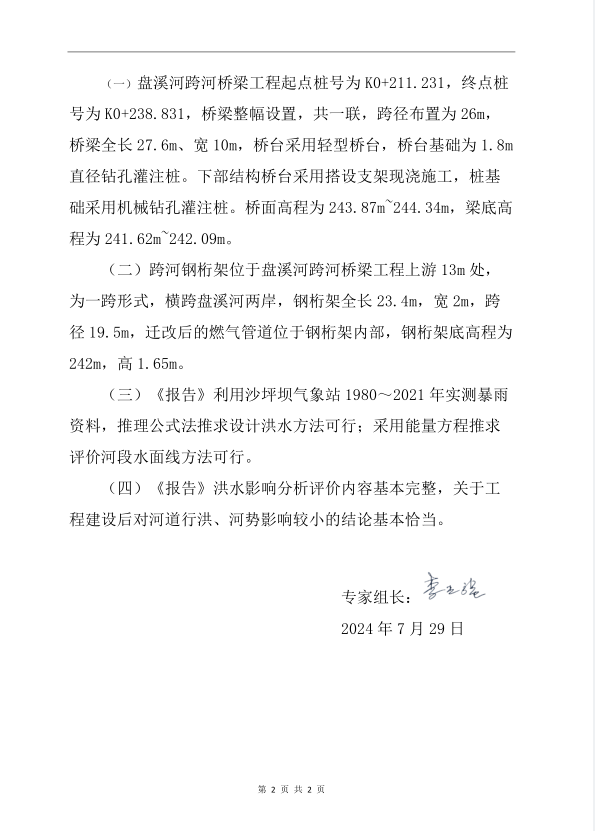 （一）盘溪河跨河桥梁工程起点桩号为K0+211.231，终点桩
号为K0+238.831，桥梁整幅设置，共一联，跨径布置为26m，
桥梁全长27.6m、宽10m，桥台采用轻型桥台，桥台基础为1.8m
直径钻孔灌注桩。下部结构桥台采用搭设支架现浇施工，桩基
础采用机械钻孔灌注桩。桥面高程为243.87m~244.34m，梁底高
程为241.62m~242.09m。
（二）跨河钢桁架位于盘溪河跨河桥梁工程上游13m处，
为一跨形式，横跨盘溪河两岸，钢桁架全长23.4m，宽2m，跨
径19.5m，迁改后的燃气管道位于钢桁架内部，钢桁架底高程为
242m，高1.65m。
（三）《报告》利用沙坪坝气象站1980～2021年实测暴雨
资料，推理公式法推求设计洪水方法可行；采用能量方程推求
评价河段水面线方法可行。
（四）《报告》洪水影响分析评价内容基本完整，关于工
程建设后对河道行洪、河势影响较小的结论基本恰当。
专家组长：
2024年7月29日
第 2 页 共 2 页